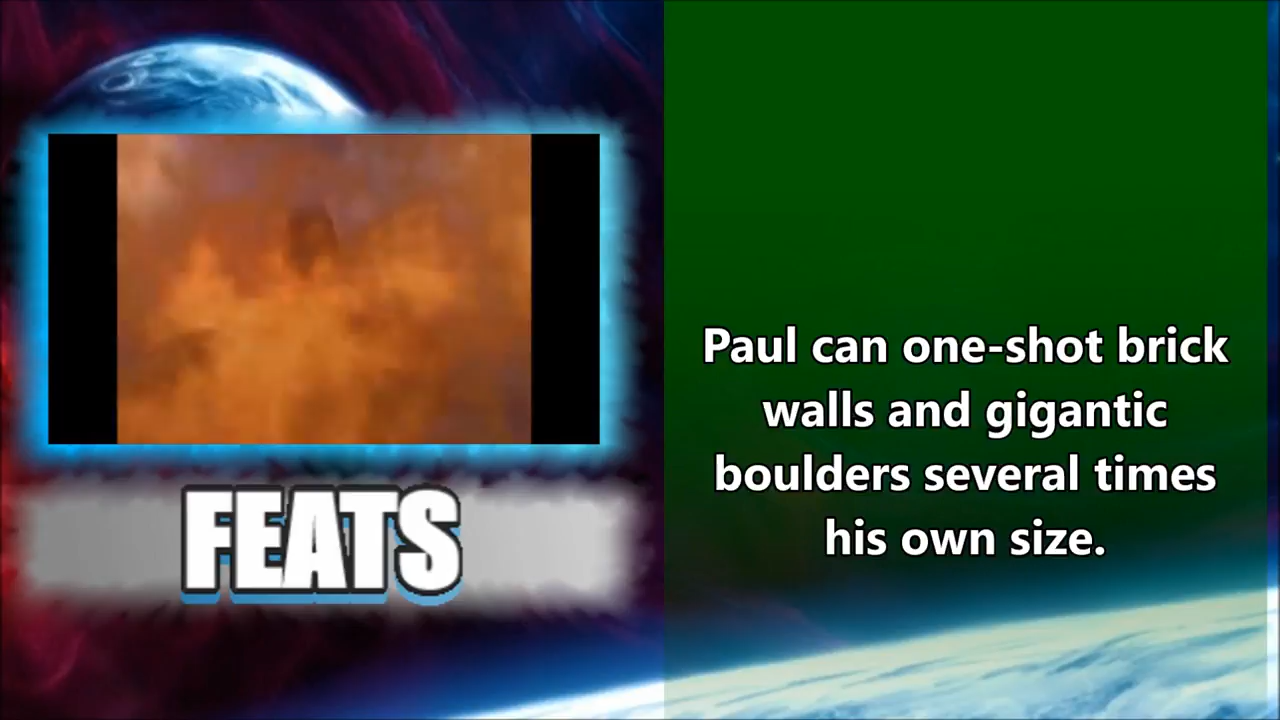 FEATS
Paul can one-shot brick
walls and gigantic
boulders several times
his own size.